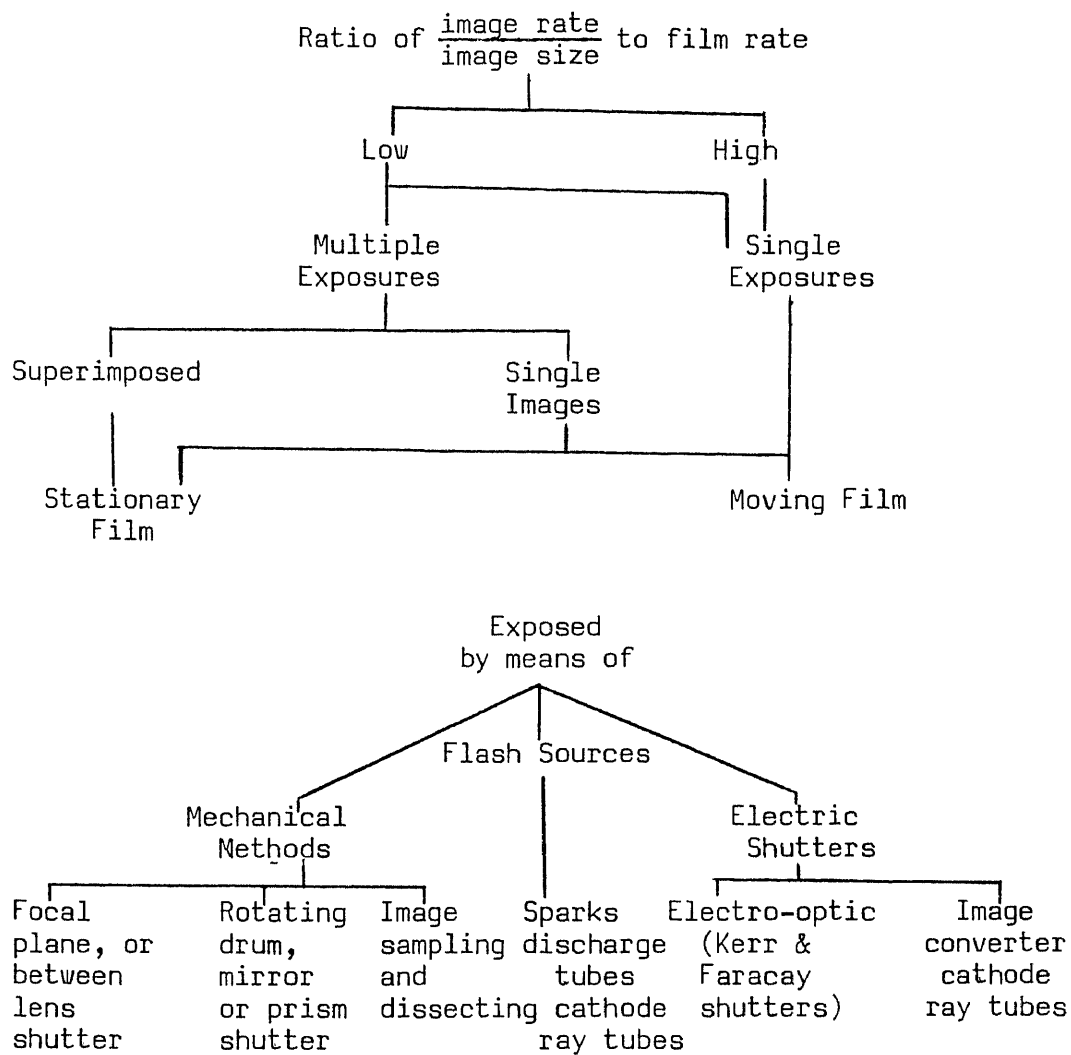 Ratio of image rate / image size to film rate
Low
High
Multiple
Exposures
Single
Exposures
Superimposed
Single
Images
Stationary
Film
Moving Film
Exposed
by means of
Flash Sources
Mechanical
Methods
Electric
Shutters
Focal
plane, or
between
lens
shutter
Rotating
drum,
mirror
or prism
shutter
Image
sampling
and
dissecting
Sparks
discharge
tubes
cathode
ray tubes
Electro-optic
(Kerr &
Faracay
shutters)
Image
converter
cathode
ray tubes